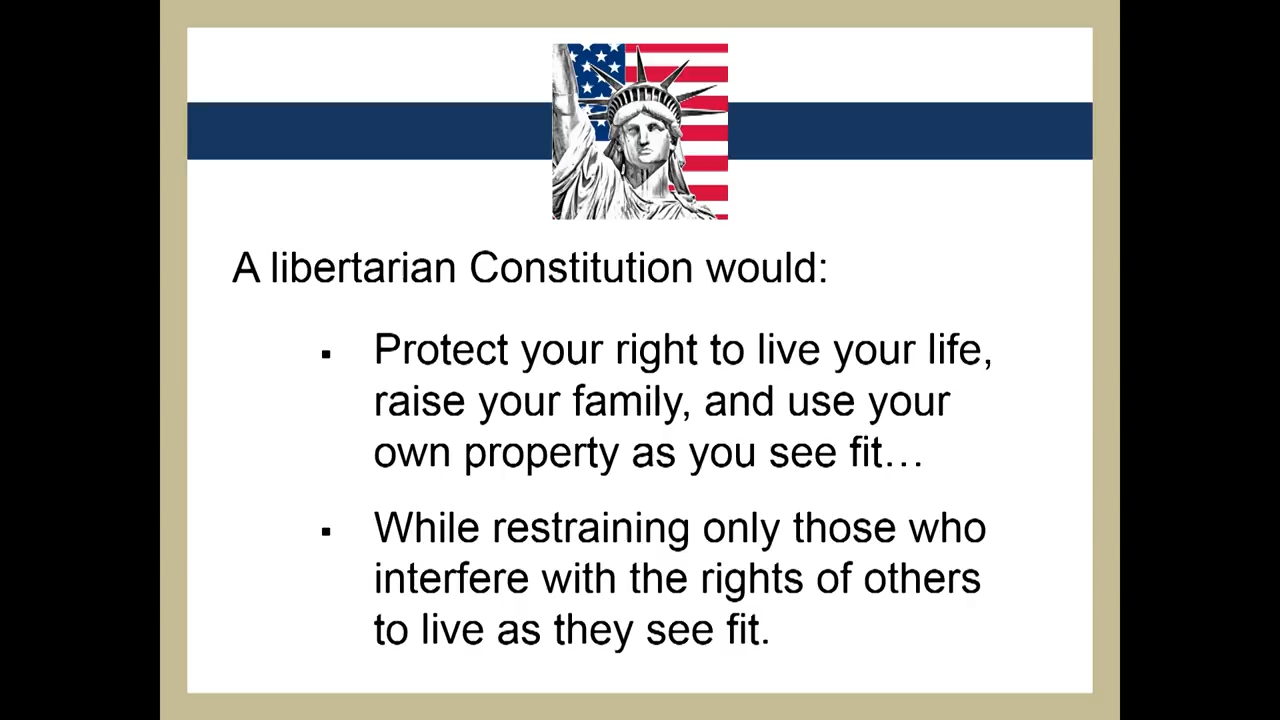 A libertarian Constitution would:
▪ Protect your right to live your life,
raise your family, and use your
own property as you see fit…
▪ While restraining only those who
interfere with the rights of others
to live as they see fit.